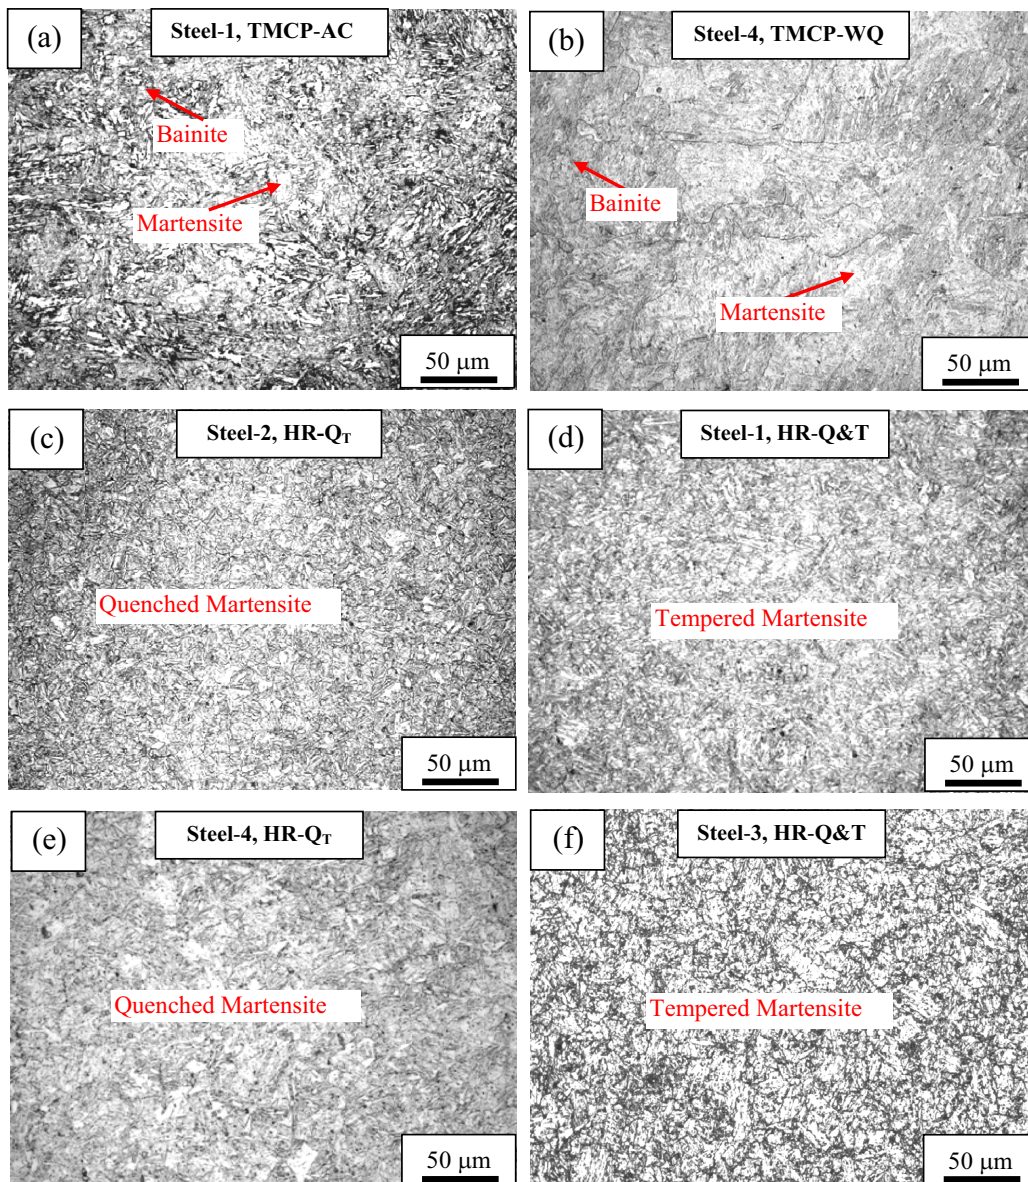 (a)
Steel-1, TMCP-AC
Bainite
Martensite
50 μm
(b)
Steel-4, TMCP-WQ
Bainite
Martensite
50 μm
(c)
Steel-2, HR-QT
Quenched Martensite
50 μm
(d)
Steel-1, HR-Q&T
Tempered Martensite
50 μm
(e)
Steel-4, HR-QT
Quenched Martensite
50 μm
(f)
Steel-3, HR-Q&T
Tempered Martensite
50 μm